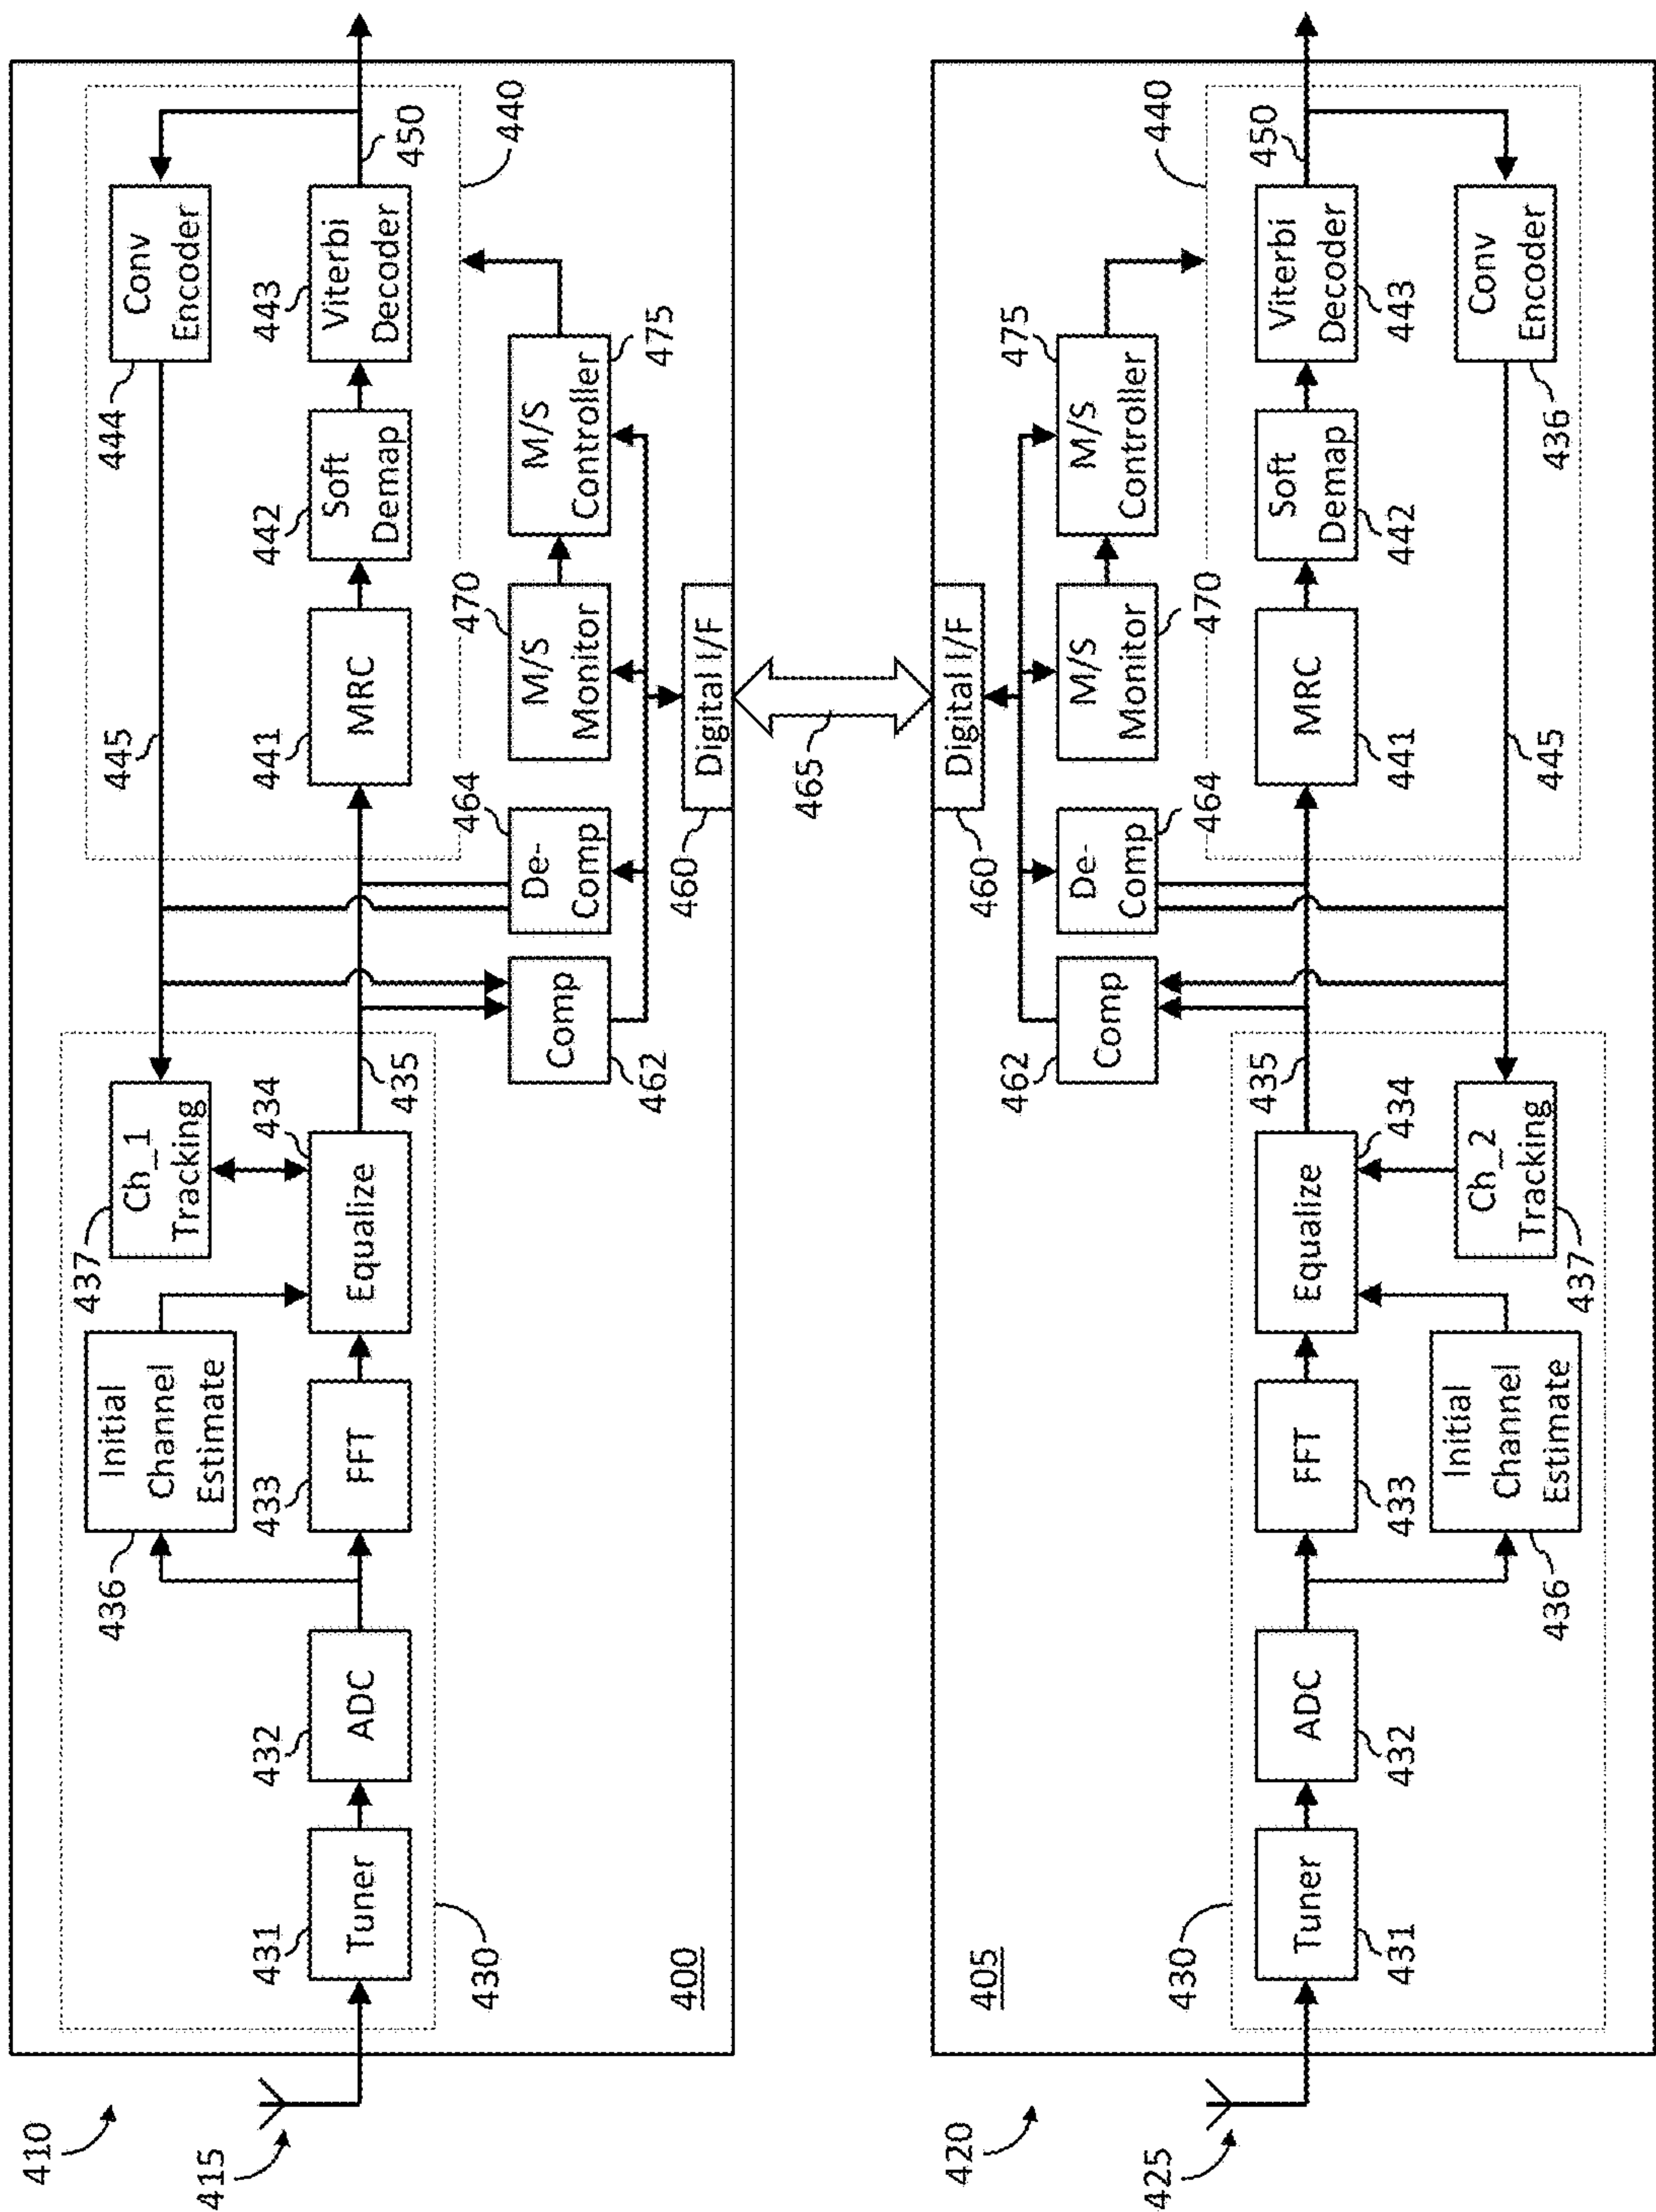 410
415
400
430
431
Tuner
432
ADC
436
Initial
Channel
Estimate
433
FFT
437
Ch_1
Tracking
434
Equalize
435
462
Comp
445
464
De-
Comp
460
Digital I/F
465
441
MRC
470
M/S
Monitor
444
Conv
Encoder
442
Soft
Demap
443
Viterbi
Decoder
450
440
M/S
Controller
475
420
425
405
430
Tuner
431
ADC
432
FFT
433
Initial
Channel
Estimate
436
Equalize
434
Ch_2
Tracking
437
435
462
Comp
460
Digital I/F
De-
Comp
464
M/S
Monitor
470
M/S
Controller
475
MRC
441
445
Soft
Demap
442
Viterbi
Decoder
443
Conv
Encoder
436
450
440